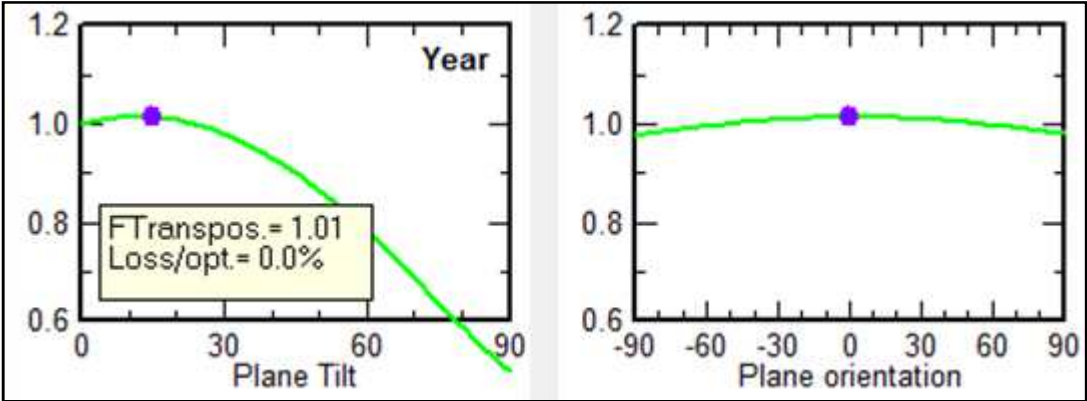 1.2
1.0
0.8
0.6
Year
FTranspos.= 1.01
Loss/opt.= 0.0%
0 30 60 90
Plane Tilt
1.2
1.0
0.8
0.6
-90 -60 -30 0 30 60 90
Plane orientation